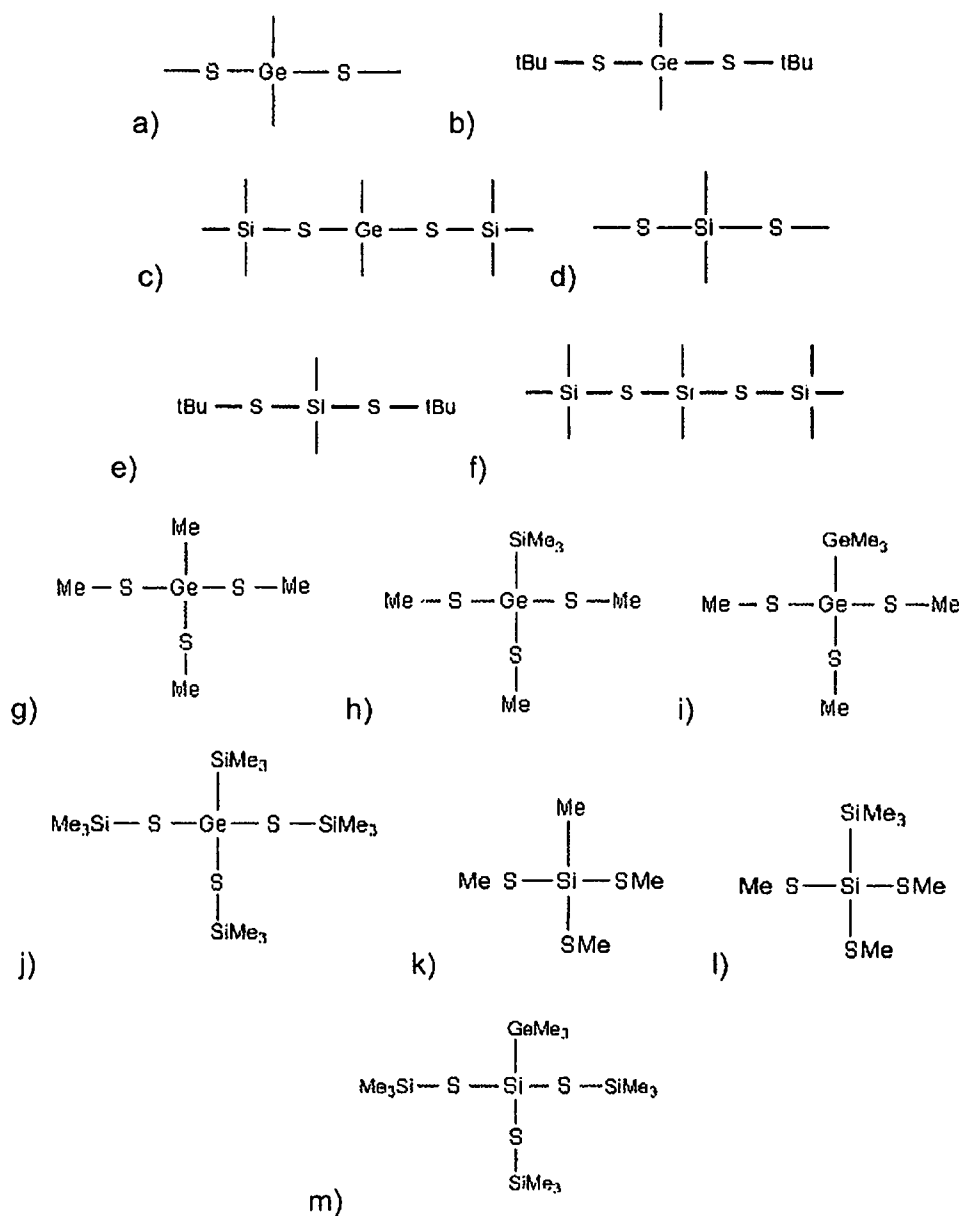 S Ge S
a)
tBu S Ge S tBu
b)
Si S Ge S Si
c)
S Si S
d)
tBu S Si S tBu
e)
Si S Si S Si
f)
Me
Me S Ge S Me
S
Me
g)
SiMe3
Me S Ge S Me
S
Me
h)
GeMe3
Me S Ge S Me
S
Me
i)
SiMe3
Me3Si S Ge S SiMe3
S
SiMe3
j)
Me
Me S Si SMe
SMe
k)
SiMe3
Me S Si SMe
SMe
l)
GeMe3
Me3Si S Si S SiMe3
S
SiMe3
m)